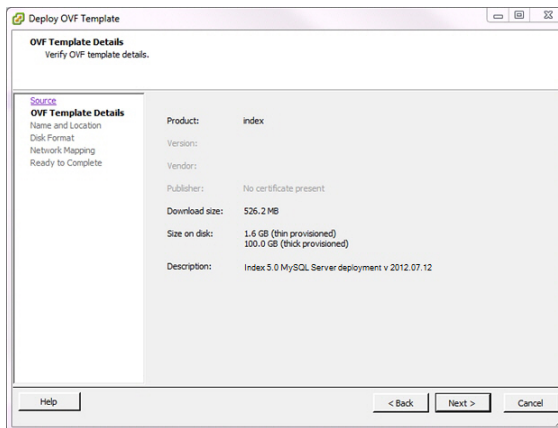 Deploy OVF Template
OVF Template Details
Verify OVF template details.
Source
OVF Template Details
Name and Location
Disk Format
Network Mapping
Ready to Complete
Product: index
Version:
Vendor:
Publisher: No certificate present
Download size: 526.2 MB
Size on disk: 1.6 GB (thin provisioned)
100.0 GB (thick provisioned)
Description: Index 5.0 MySQL Server deployment v 2012.07.12
Help < Back Next > Cancel